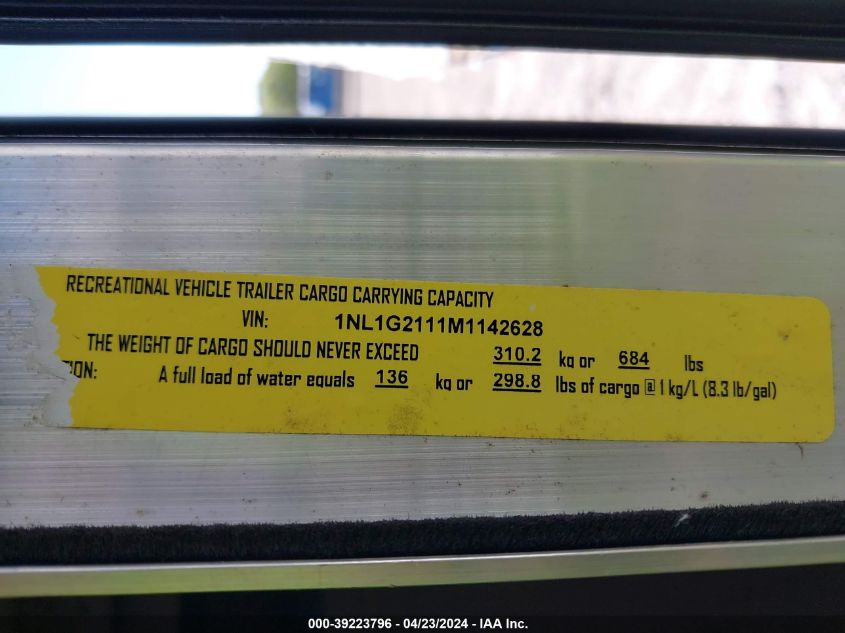 RECREATIONAL VEHICLE TRAILER CARGO CARRYING CAPACITY
VIN: 1NL1G2111M1142628
THE WEIGHT OF CARGO SHOULD NEVER EXCEED 310.2 kg or 684 lbs
ION: A full load of water equals 136 kg or 298.8 lbs of cargo @ 1 kg/L (8.3 lb/gal)
000-39223796 - 04/23/2024 - IAA Inc.